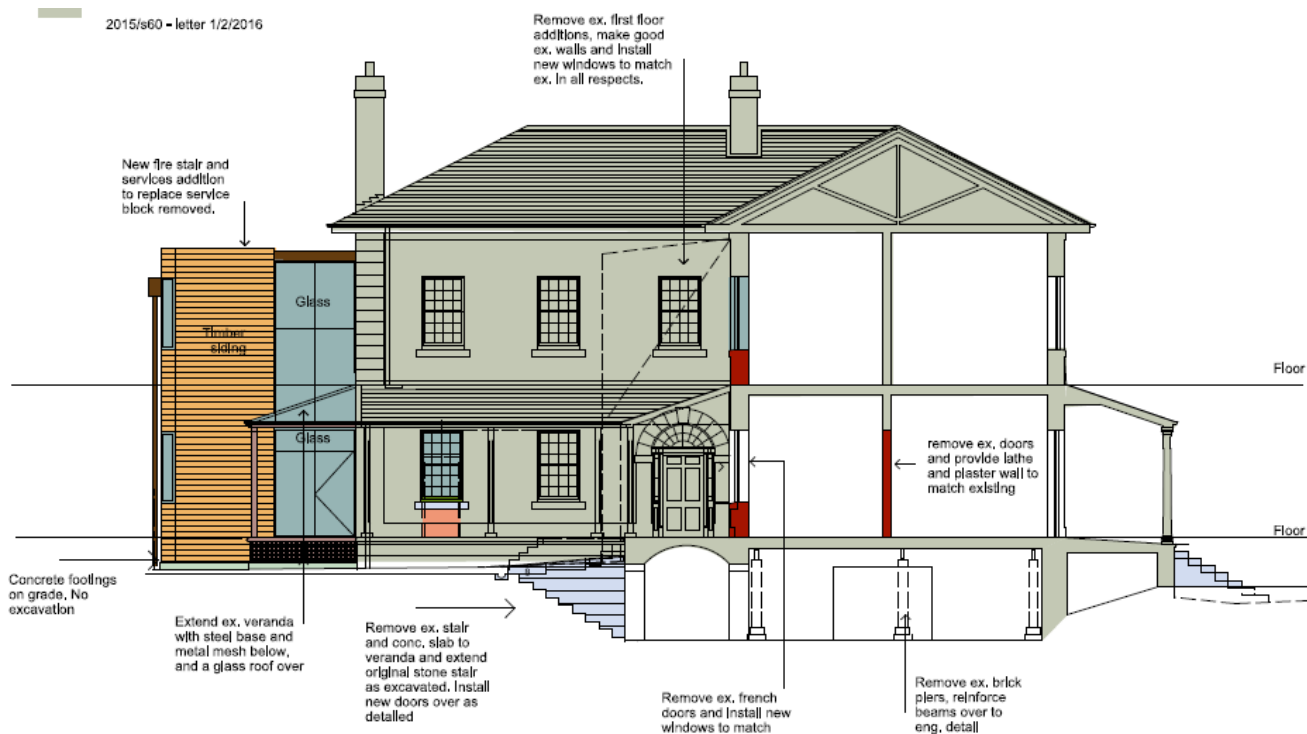 2015/s60 - letter 1/2/2016
Remove ex. first floor
additions, make good
ex. walls and install
new windows to match
ex. In all respects.
New fire stair and
services addition
to replace service
block removed.
Glass
Timber
siding
Floor
Glass
remove ex. doors
and provide lathe
and plaster wall to
match existing
Floor
Concrete footings
on grade, No
excavation
Extend ex. veranda
with steel base and
metal mesh below,
and a glass roof over
Remove ex. stair
and conc. slab to
veranda and extend
original stone stair
as excavated. Install
new doors over as
detailed
Remove ex. french
doors and install new
windows to match
Remove ex. brick
piers, reinforce
beams over to
eng. detail